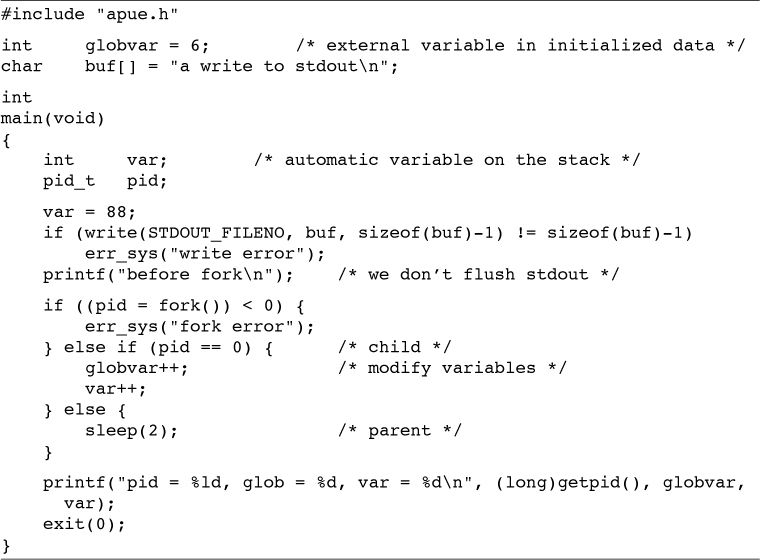 #include "apue.h"
int     globvar = 6;        /* external variable in initialized data */
char    buf[] = "a write to stdout\n";
int
main(void)
{
    int     var;        /* automatic variable on the stack */
    pid_t   pid;
    var = 88;
    if (write(STDOUT_FILENO, buf, sizeof(buf)-1) != sizeof(buf)-1)
        err_sys("write error");
    printf("before fork\n");    /* we don’t flush stdout */
    if ((pid = fork()) < 0) {
        err_sys("fork error");
    } else if (pid == 0) {      /* child */
        globvar++;              /* modify variables */
        var++;
    } else {
        sleep(2);               /* parent */
    }
    printf("pid = %ld, glob = %d, var = %d\n", (long)getpid(), globvar,
      var);
    exit(0);
}